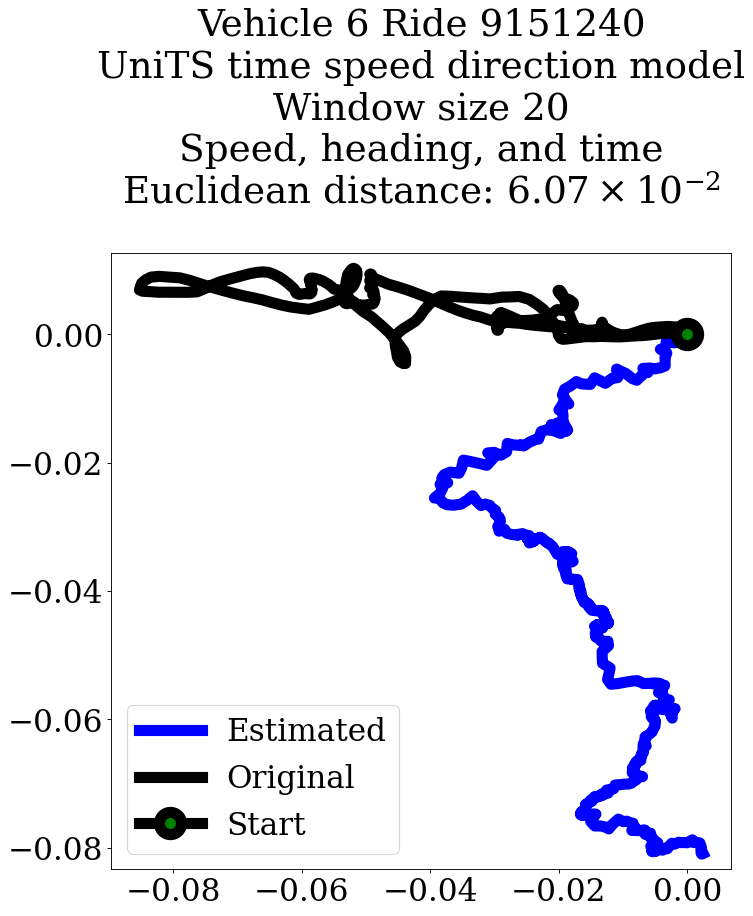 Vehicle 6 Ride 9151240
UniTS time speed direction model
Window size 20
Speed, heading, and time
Euclidean distance: 6.07 × 10⁻²
0.00
−0.02
−0.04
−0.06
−0.08
Estimated
Original
Start
−0.08 −0.06 −0.04 −0.02 0.00